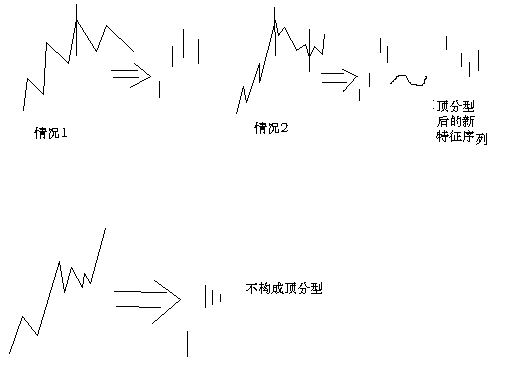 情况1
情况2
顶分型
后的新
特征序列
不构成顶分型